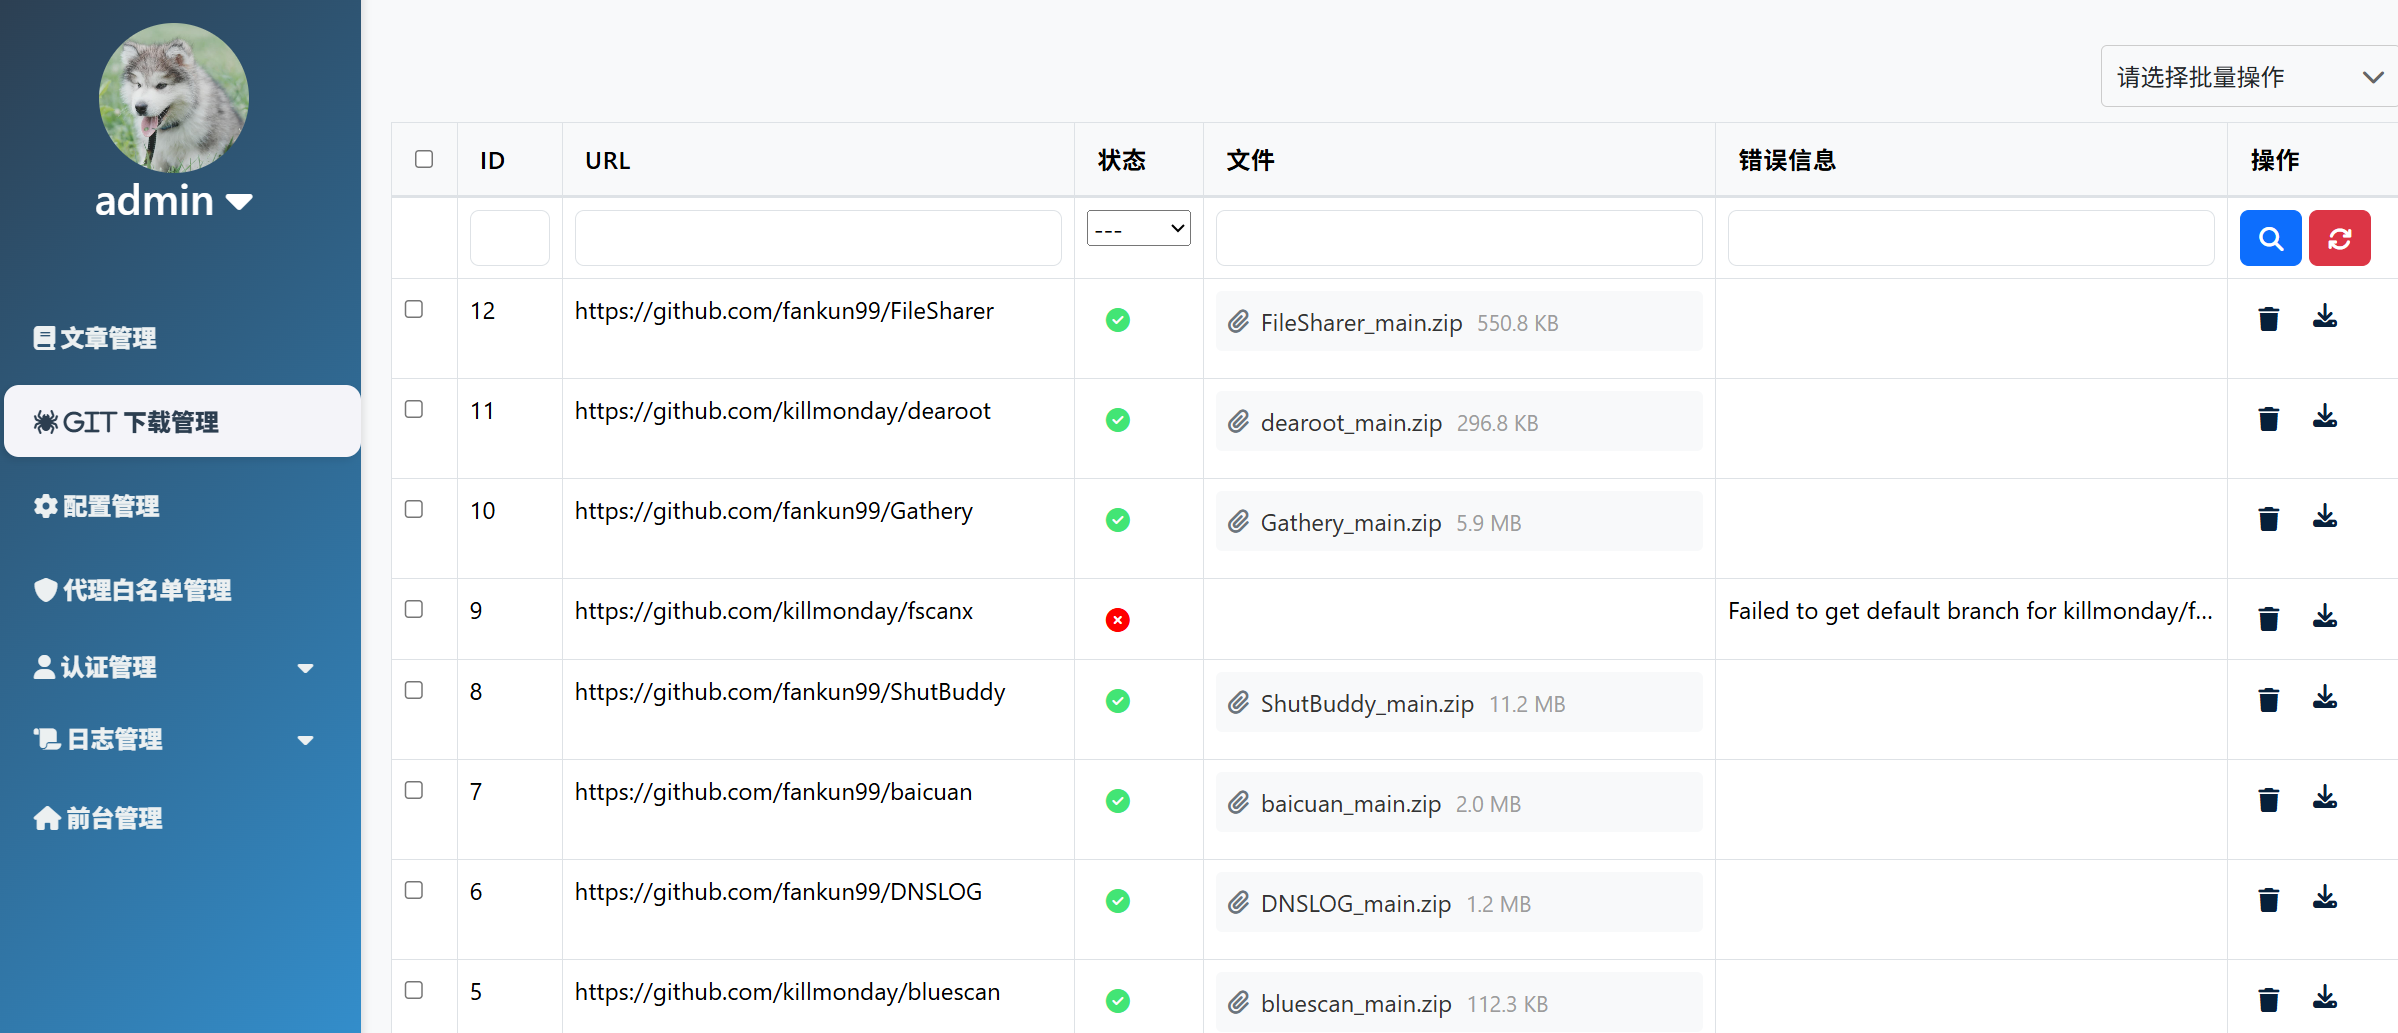 admin
文章管理
GIT 下载管理
配置管理
代理白名单管理
认证管理
日志管理
前台管理
请选择批量操作
ID URL 状态 文件 错误信息 操作
---
12 https://github.com/fankun99/FileSharer FileSharer_main.zip 550.8 KB
11 https://github.com/killmonday/dearoot dearoot_main.zip 296.8 KB
10 https://github.com/fankun99/Gathery Gathery_main.zip 5.9 MB
9 https://github.com/killmonday/fscanx Failed to get default branch for killmonday/f...
8 https://github.com/fankun99/ShutBuddy ShutBuddy_main.zip 11.2 MB
7 https://github.com/fankun99/baicuan baicuan_main.zip 2.0 MB
6 https://github.com/fankun99/DNSLOG DNSLOG_main.zip 1.2 MB
5 https://github.com/killmonday/bluescan bluescan_main.zip 112.3 KB